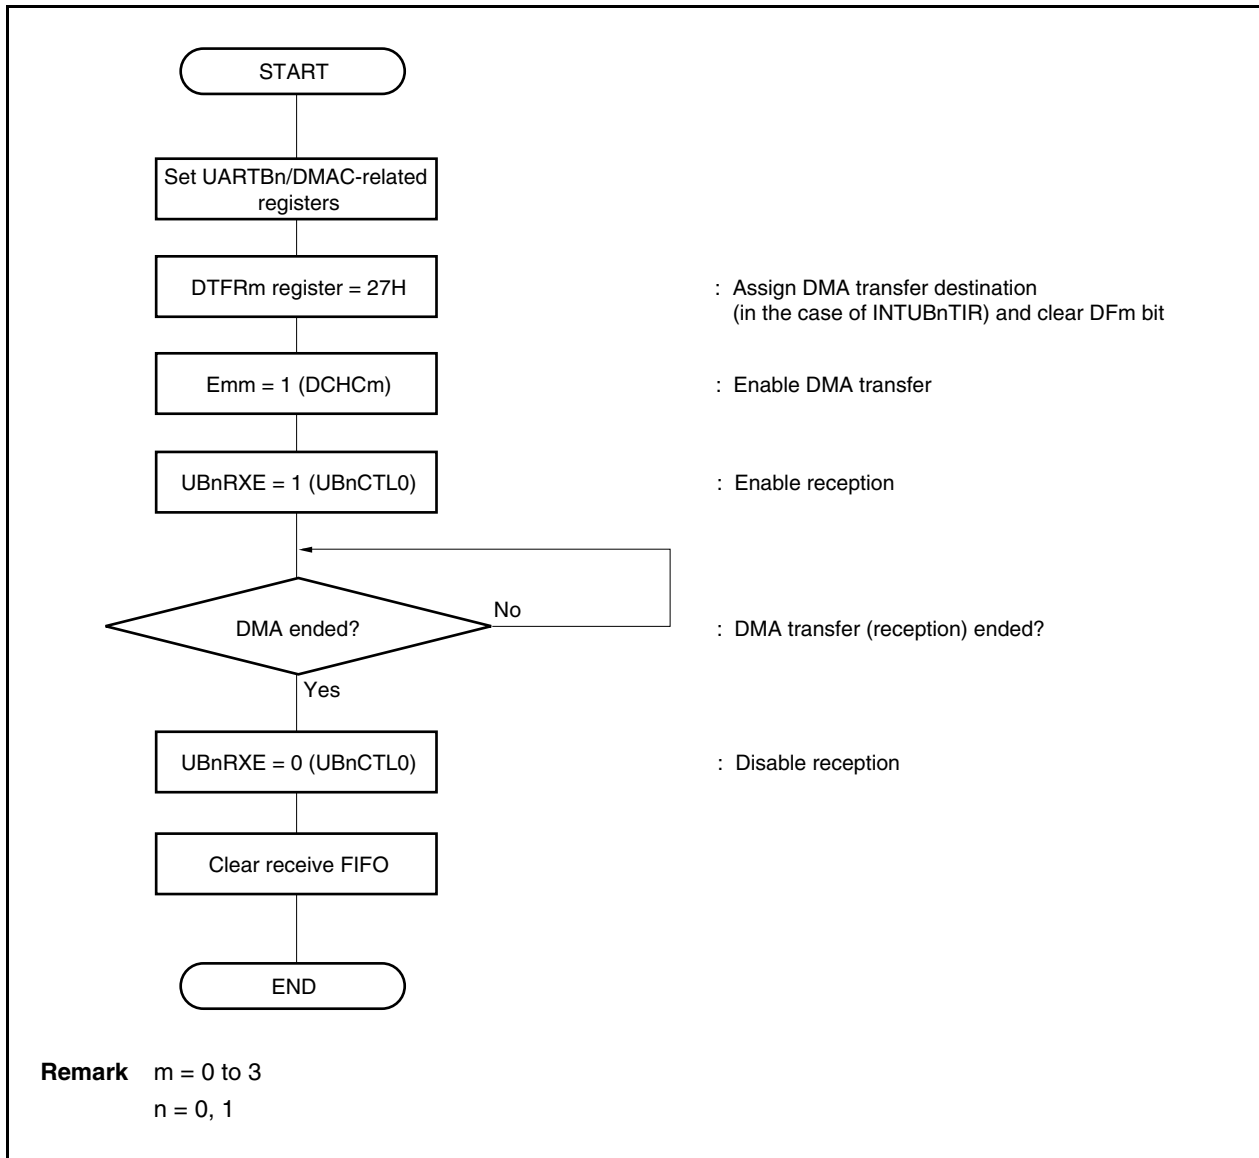 START
Set UARTBn/DMAC-related
registers
DTFRm register = 27H
: Assign DMA transfer destination
(in the case of INTUBnTIR) and clear DFm bit
Emm = 1 (DCHCm)
: Enable DMA transfer
UBnRXE = 1 (UBnCTL0)
: Enable reception
DMA ended?
No
: DMA transfer (reception) ended?
Yes
UBnRXE = 0 (UBnCTL0)
: Disable reception
Clear receive FIFO
END
Remark m = 0 to 3
n = 0, 1